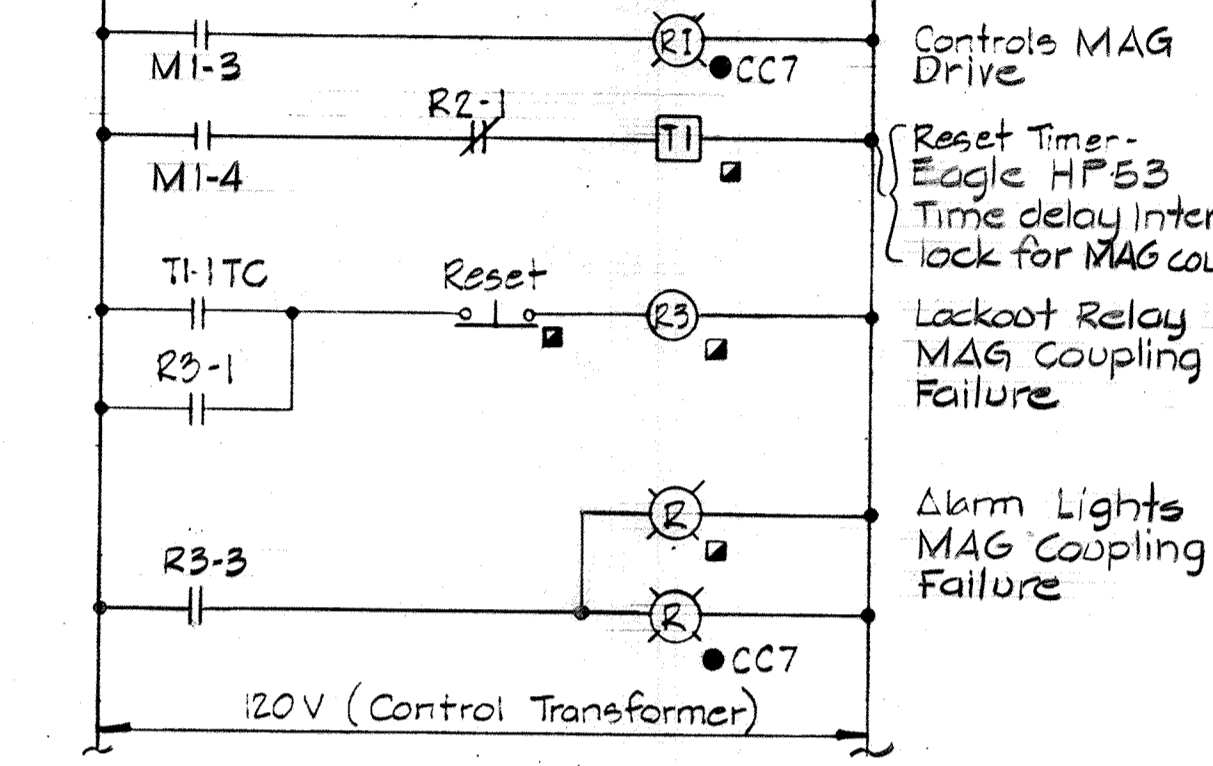 M1-3
R1
CC7
Controls MAG
Drive
R2-1
M1-4
T1
Reset Timer-
Eagle HP53
Time delay Inter
lock for MAG
T1-1 TC
Reset
R3
R3-1
Lockout Relay
MAG Coupling
Failure
R
Alarm Lights
MAG Coupling
Failure
R3-3
R
CC7
120V (Control Transformer)